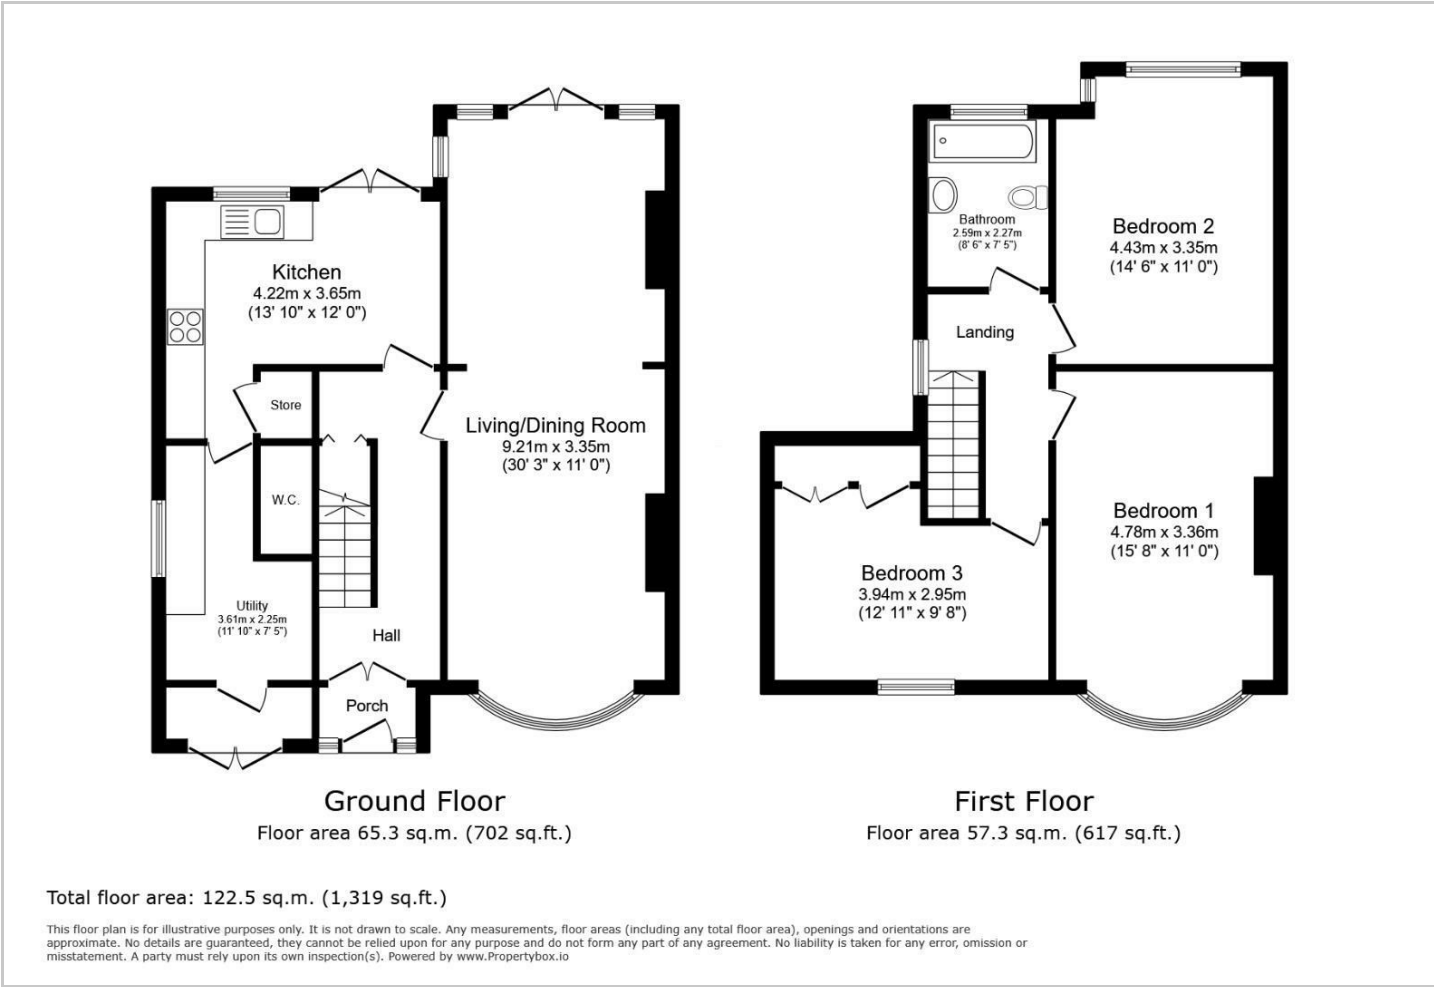 Kitchen
4.22m x 3.65m
(13' 10" x 12' 0")
Store
W.C.
Utility
3.61m x 2.25m
(11' 10" x 7' 5")
Hall
Porch
Living/Dining Room
9.21m x 3.35m
(30' 3" x 11' 0")
Ground Floor
Floor area 65.3 sq.m. (702 sq.ft.)
Bathroom
2.59m x 2.27m
(8' 6" x 7' 5")
Landing
Bedroom 2
4.43m x 3.35m
(14' 6" x 11' 0")
Bedroom 1
4.78m x 3.36m
(15' 8" x 11' 0")
Bedroom 3
3.94m x 2.95m
(12' 11" x 9' 8")
First Floor
Floor area 57.3 sq.m. (617 sq.ft.)
Total floor area: 122.5 sq.m. (1,319 sq.ft.)
This floor plan is for illustrative purposes only. It is not drawn to scale. Any measurements, floor areas (including any total floor area), openings and orientations are
approximate. No details are guaranteed, they cannot be relied upon for any purpose and do not form any part of any agreement. No liability is taken for any error, omission or
misstatement. A party must rely upon its own inspection(s). Powered by www.Propertybox.io